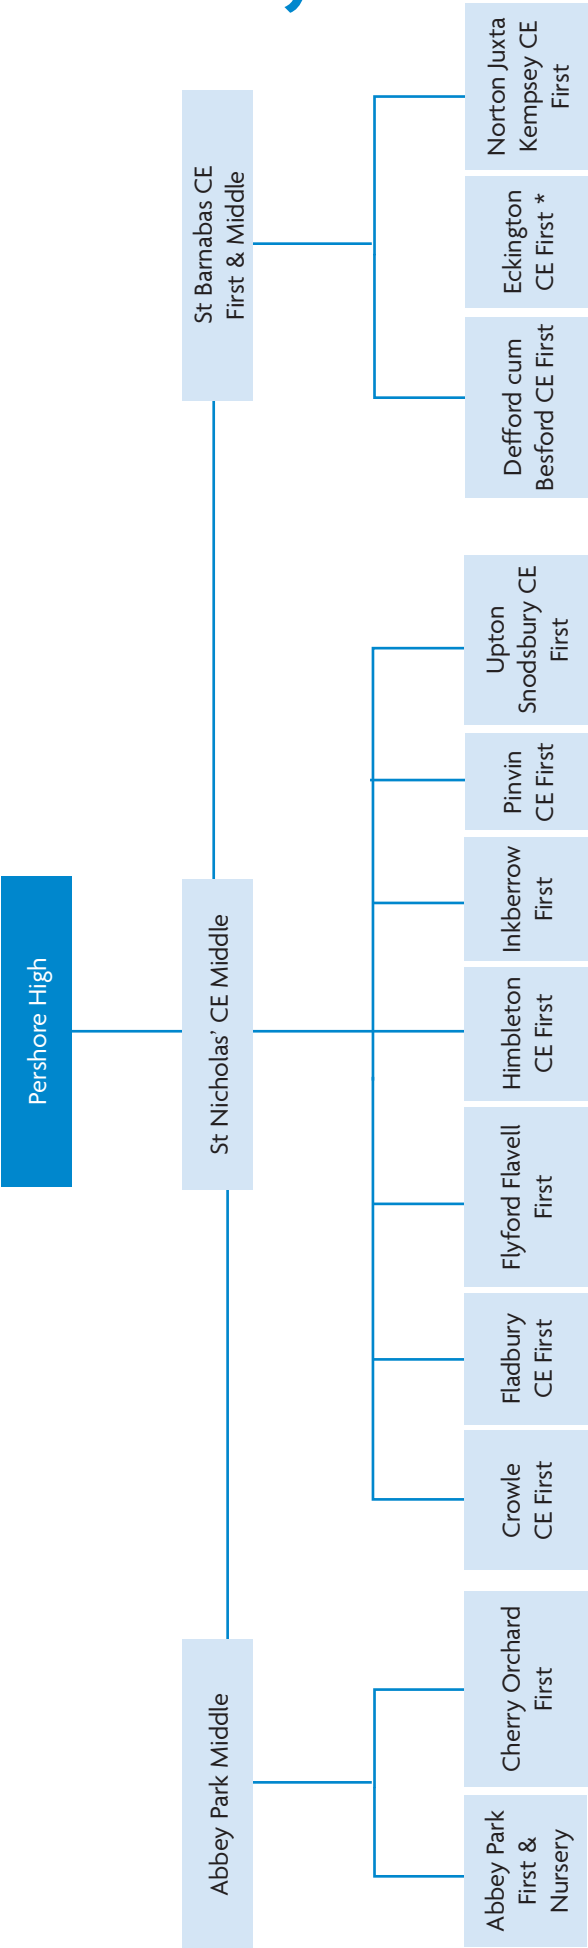 Pershore High
Abbey Park Middle
St Nicholas’ CE Middle
St Barnabas CE
First & Middle
Abbey Park
First &
Nursery
Cherry Orchard
First
Crowle
CE First
Fladbury
CE First
Flyford Flavell
First
Himbleton
CE First
Inkberrow
First
Pinvin
CE First
Upton
Snodsbury CE
First
Defford cum
Besford CE First
Eckington
CE First *
Norton Juxta
Kempsey CE
First